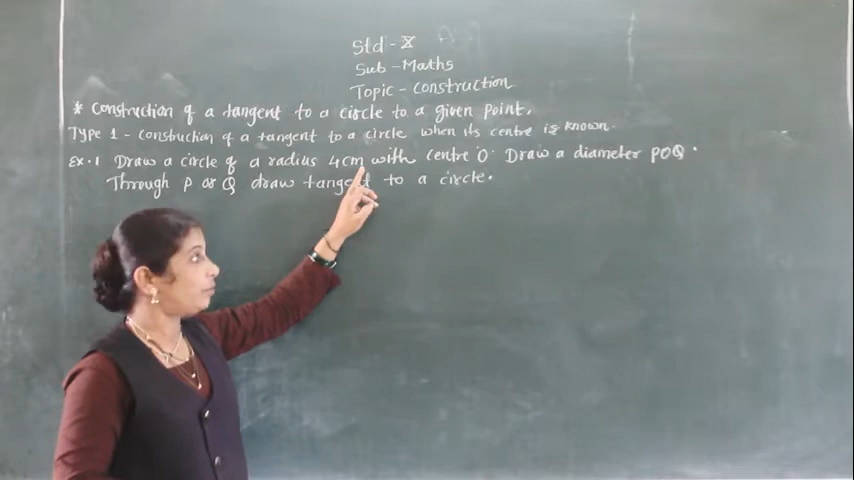 Std - X
Sub - Maths
Topic - construction
* Construction of a tangent to a circle to a given point.
Type 1 - construction of a tangent to a circle when its centre is known.
Ex. 1 Draw a circle of a radius 4cm with centre O. Draw a diameter POQ.
Through P or Q draw tangent to a circle.